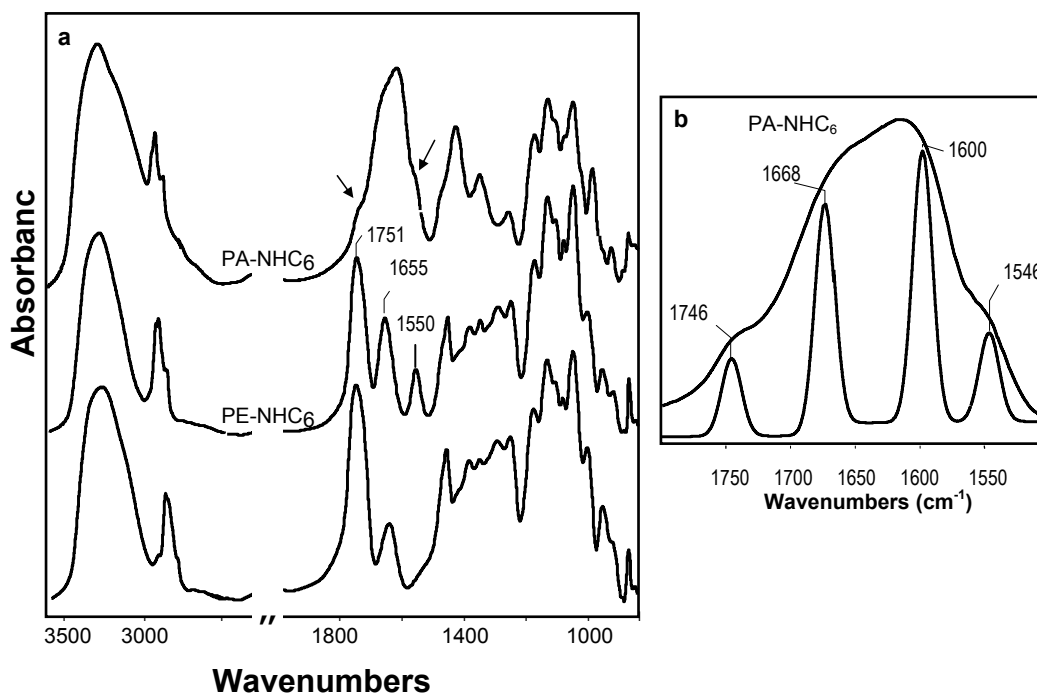 a
1751
PA-NHC6
1655
1550
PE-NHC6
3500 3000 // 1800 1400 1000
Wavenumbers
Absorbanc
b
PA-NHC6
1600
1668
1746
1546
1750 1700 1650 1600 1550
Wavenumbers (cm-1)